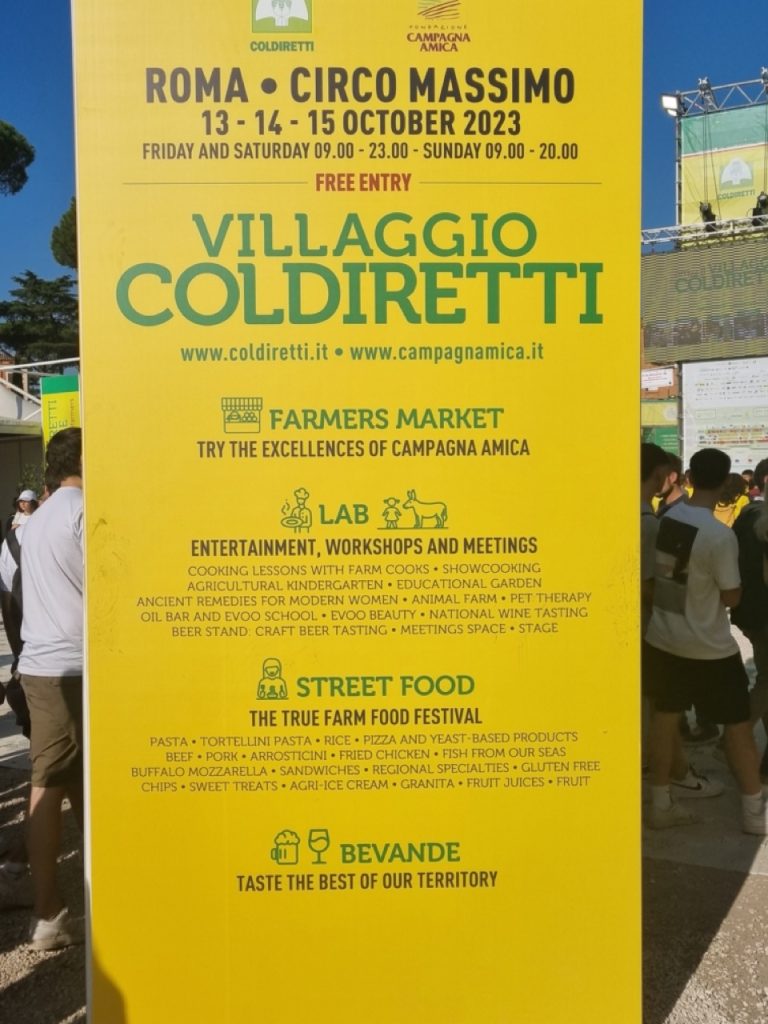 COLDIRETTI
FONDAZIONE
CAMPAGNA
AMICA
ROMA • CIRCO MASSIMO
13 - 14 - 15 OCTOBER 2023
FRIDAY AND SATURDAY 09.00 - 23.00 - SUNDAY 09.00 - 20.00
FREE ENTRY
VILLAGGIO
COLDIRETTI
www.coldiretti.it • www.campagnamica.it
FARMERS MARKET
TRY THE EXCELLENCES OF CAMPAGNA AMICA
LAB
ENTERTAINMENT, WORKSHOPS AND MEETINGS
COOKING LESSONS WITH FARM COOKS • SHOWCOOKING
AGRICULTURAL KINDERGARTEN • EDUCATIONAL GARDEN
ANCIENT REMEDIES FOR MODERN WOMEN • ANIMAL FARM • PET THERAPY
OIL BAR AND EVOO SCHOOL • EVOO BEAUTY • NATIONAL WINE TASTING
BEER STAND: CRAFT BEER TASTING • MEETINGS SPACE • STAGE
STREET FOOD
THE TRUE FARM FOOD FESTIVAL
PASTA • TORTELLINI PASTA • RICE • PIZZA AND YEAST-BASED PRODUCTS
BEEF • PORK • ARROSTICINI • FRIED CHICKEN • FISH FROM OUR SEAS
BUFFALO MOZZARELLA • SANDWICHES • REGIONAL SPECIALTIES • GLUTEN FREE
CHIPS • SWEET TREATS • AGRI-ICE CREAM • GRANITA • FRUIT JUICES • FRUIT
BEVANDE
TASTE THE BEST OF OUR TERRITORY
COLDIRETTI
VILLAGGIO
COLDIRETTI